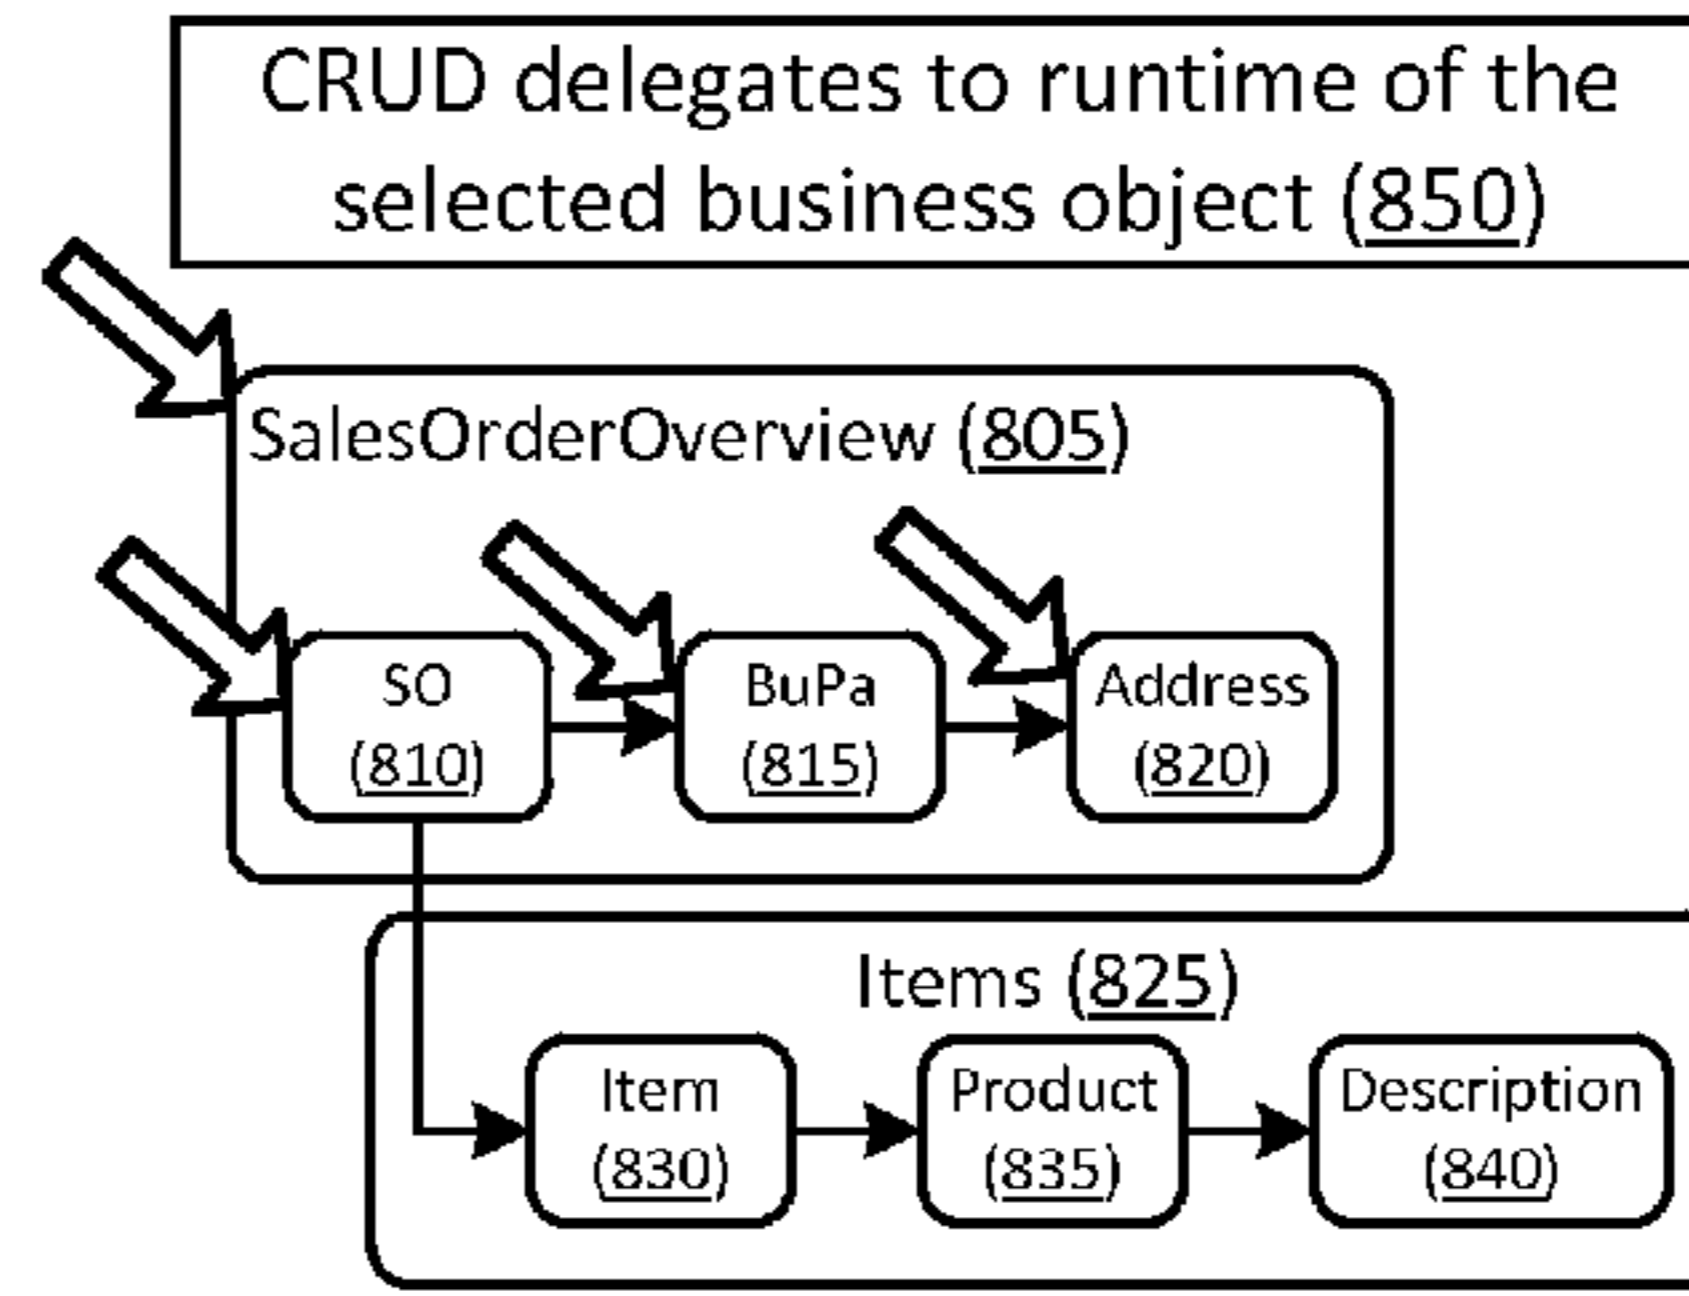 CRUD delegates to runtime of the
selected business object (850)
SalesOrderOverview (805)
SO
(810)
BuPa
(815)
Address
(820)
Items (825)
Item
(830)
Product
(835)
Description
(840)